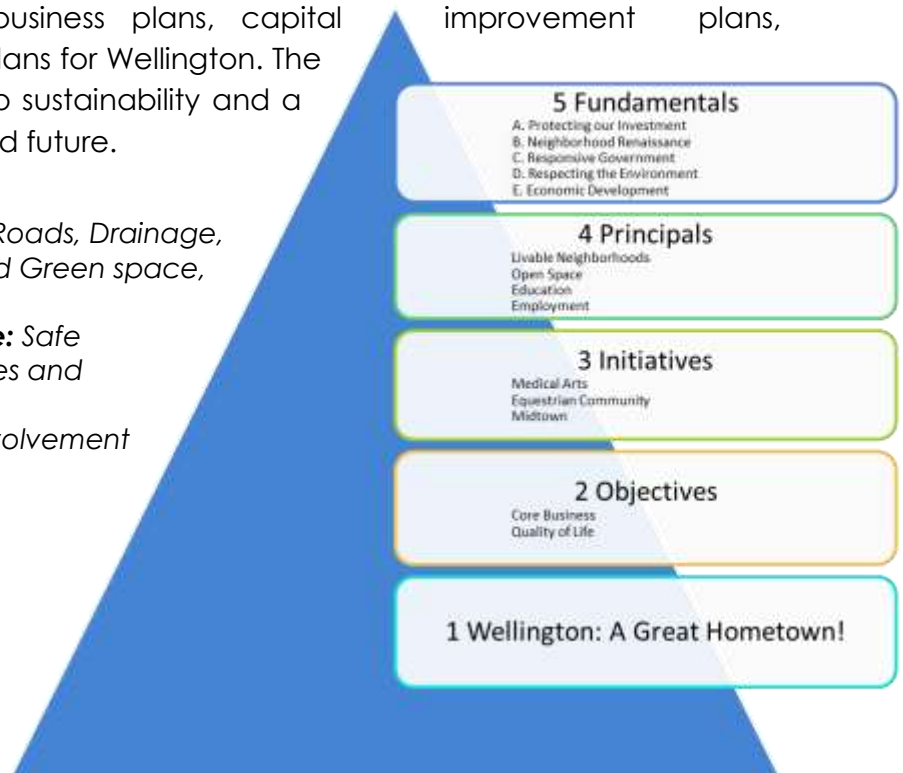 business plans, capital improvement plans,
lans for Wellington. The
o sustainability and a
d future.
Roads, Drainage,
d Green space,
e: Safe
es and
volvement
5 Fundamentals
A. Protecting our Investment
B. Neighborhood Renaissance
C. Responsive Government
D. Respecting the Environment
E. Economic Development
4 Principals
Livable Neighborhoods
Open Space
Education
Employment
3 Initiatives
Medical Arts
Equestrian Community
Midtown
2 Objectives
Core Business
Quality of Life
1 Wellington: A Great Hometown!